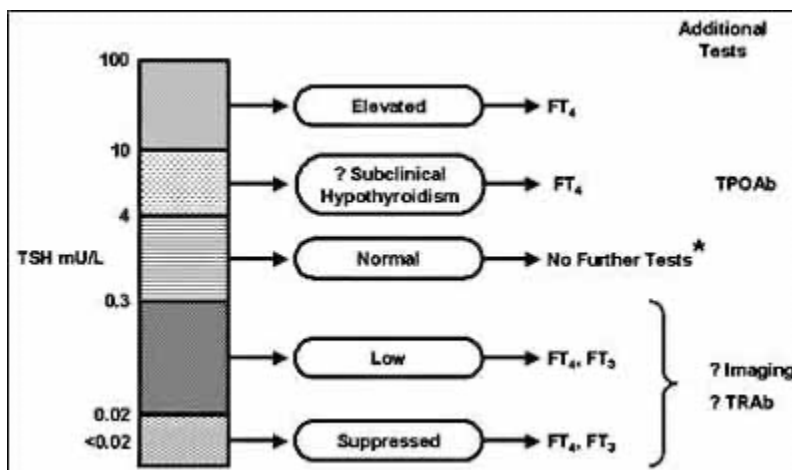 Additional
Tests
100
Elevated
FT4
10
? Subclinical
Hypothyroidism
FT4
TPOAb
4
TSH mU/L
Normal
No Further Tests*
0.3
Low
FT4, FT3
? Imaging
? TRAb
0.02
<0.02
Suppressed
FT4, FT3